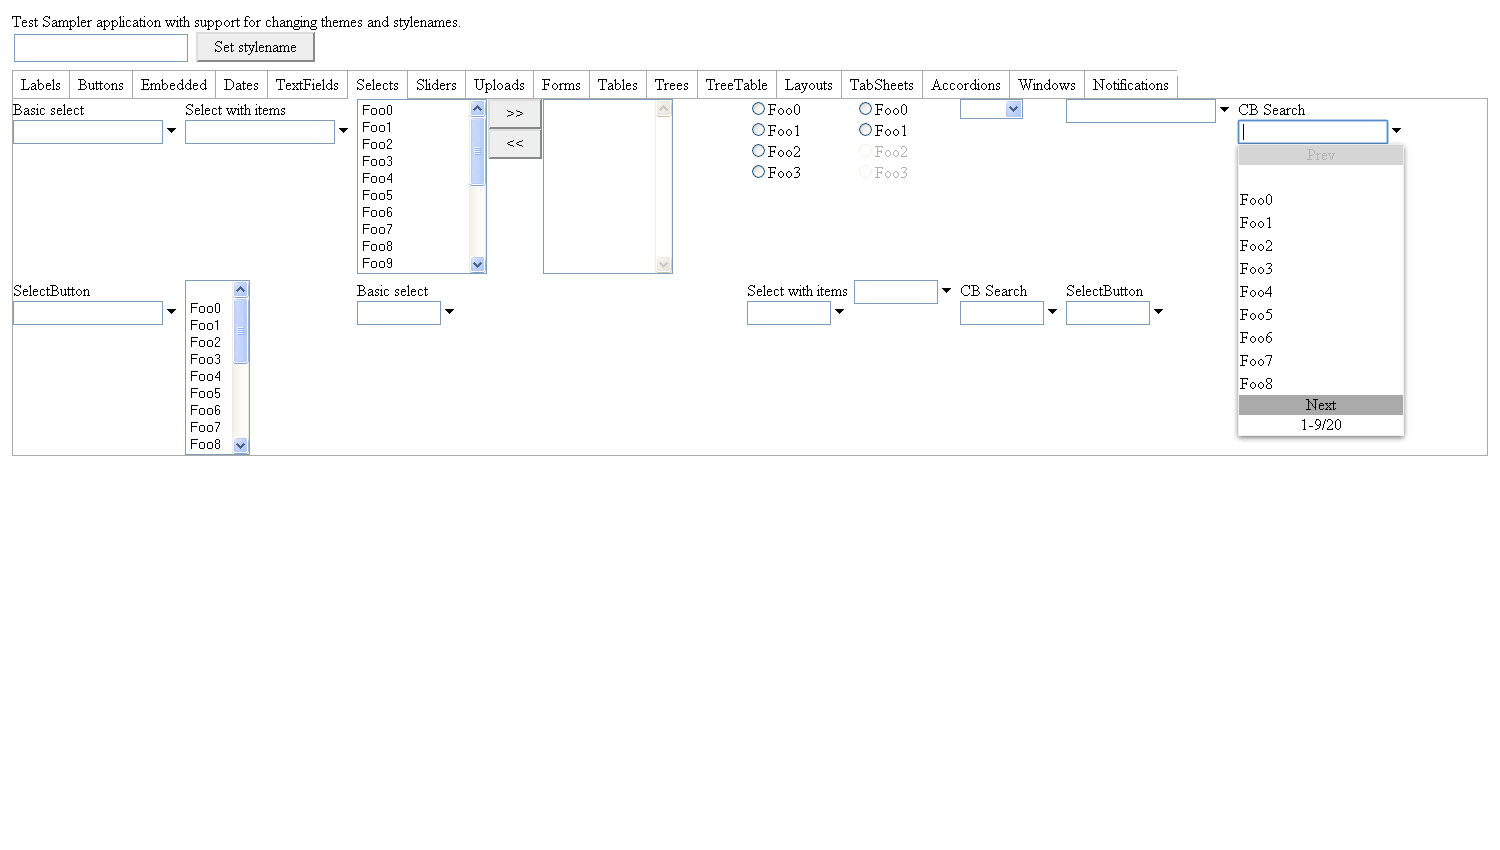 Test Sampler application with support for changing themes and stylenames.
Set stylename
Labels Buttons Embedded Dates TextFields Selects Sliders Uploads Forms Tables Trees TreeTable Layouts TabSheets Accordions Windows Notifications
Basic select
Select with items
Foo0
Foo1
Foo2
Foo3
Foo4
Foo5
Foo6
Foo7
Foo8
Foo9
>>
<<
Foo0
Foo1
Foo2
Foo3
Foo0
Foo1
Foo2
Foo3
CB Search
Prev
Foo0
Foo1
Foo2
Foo3
Foo4
Foo5
Foo6
Foo7
Foo8
Next
1-9/20
SelectButton
Foo0
Foo1
Foo2
Foo3
Foo4
Foo5
Foo6
Foo7
Foo8
Basic select
Select with items
CB Search
SelectButton